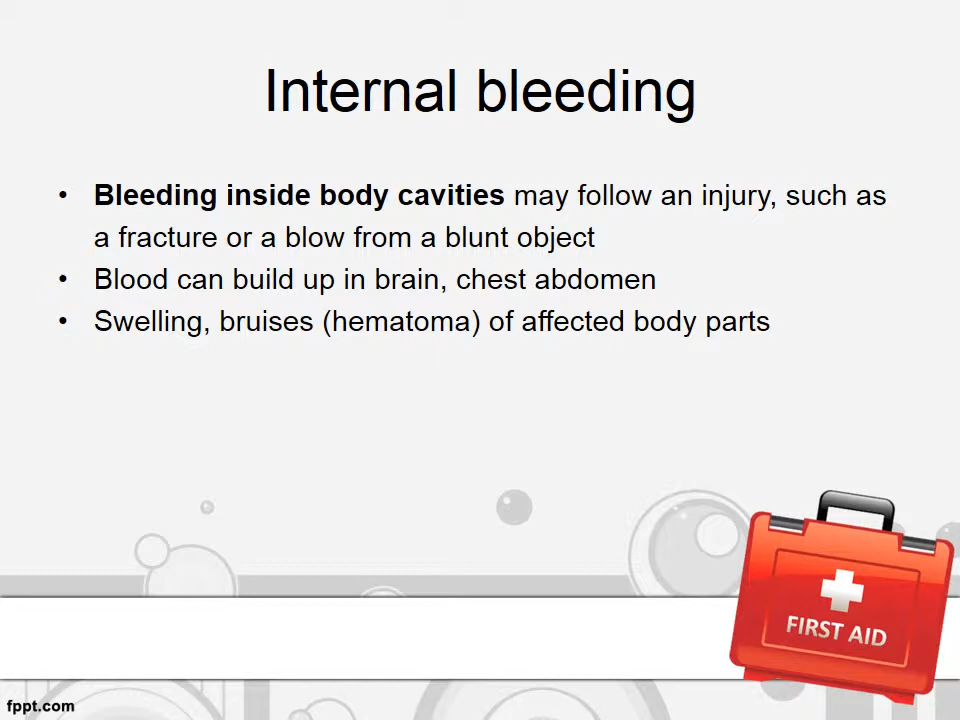 Internal bleeding
• Bleeding inside body cavities may follow an injury, such as
a fracture or a blow from a blunt object
• Blood can build up in brain, chest abdomen
• Swelling, bruises (hematoma) of affected body parts
FIRST AID
fppt.com